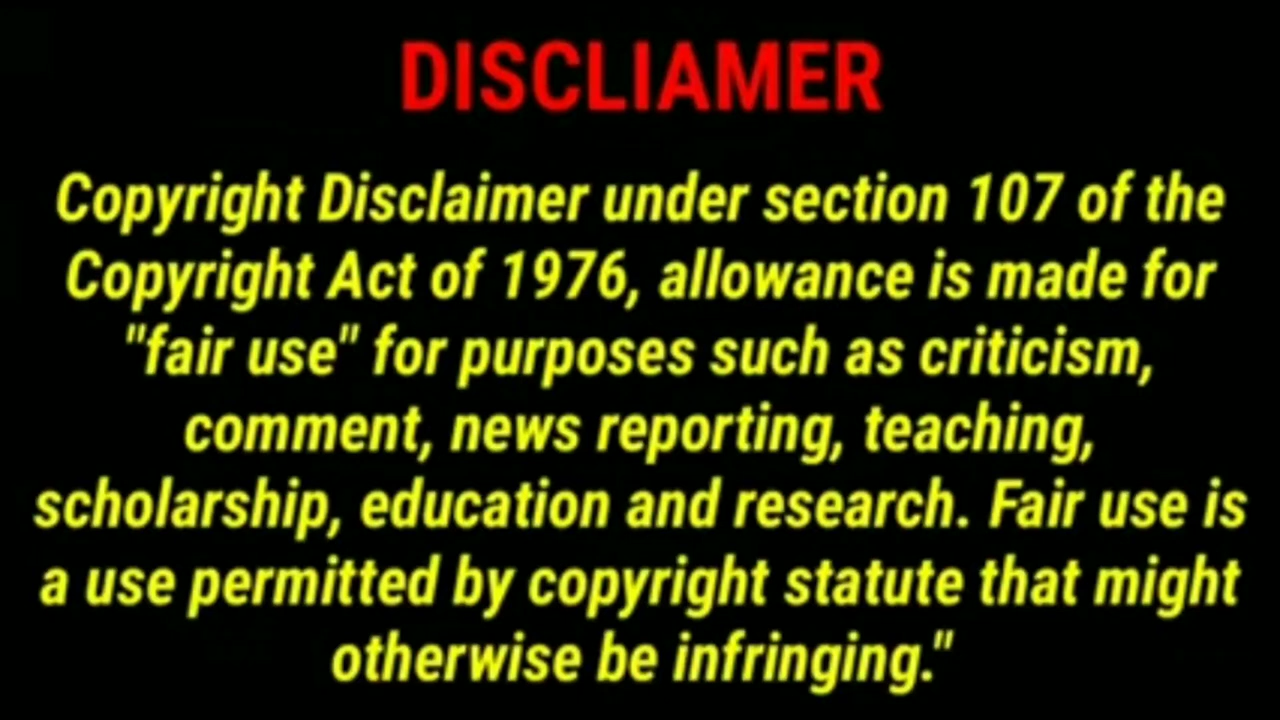 DISCLIAMER
Copyright Disclaimer under section 107 of the
Copyright Act of 1976, allowance is made for
"fair use" for purposes such as criticism,
comment, news reporting, teaching,
scholarship, education and research. Fair use is
a use permitted by copyright statute that might
otherwise be infringing."